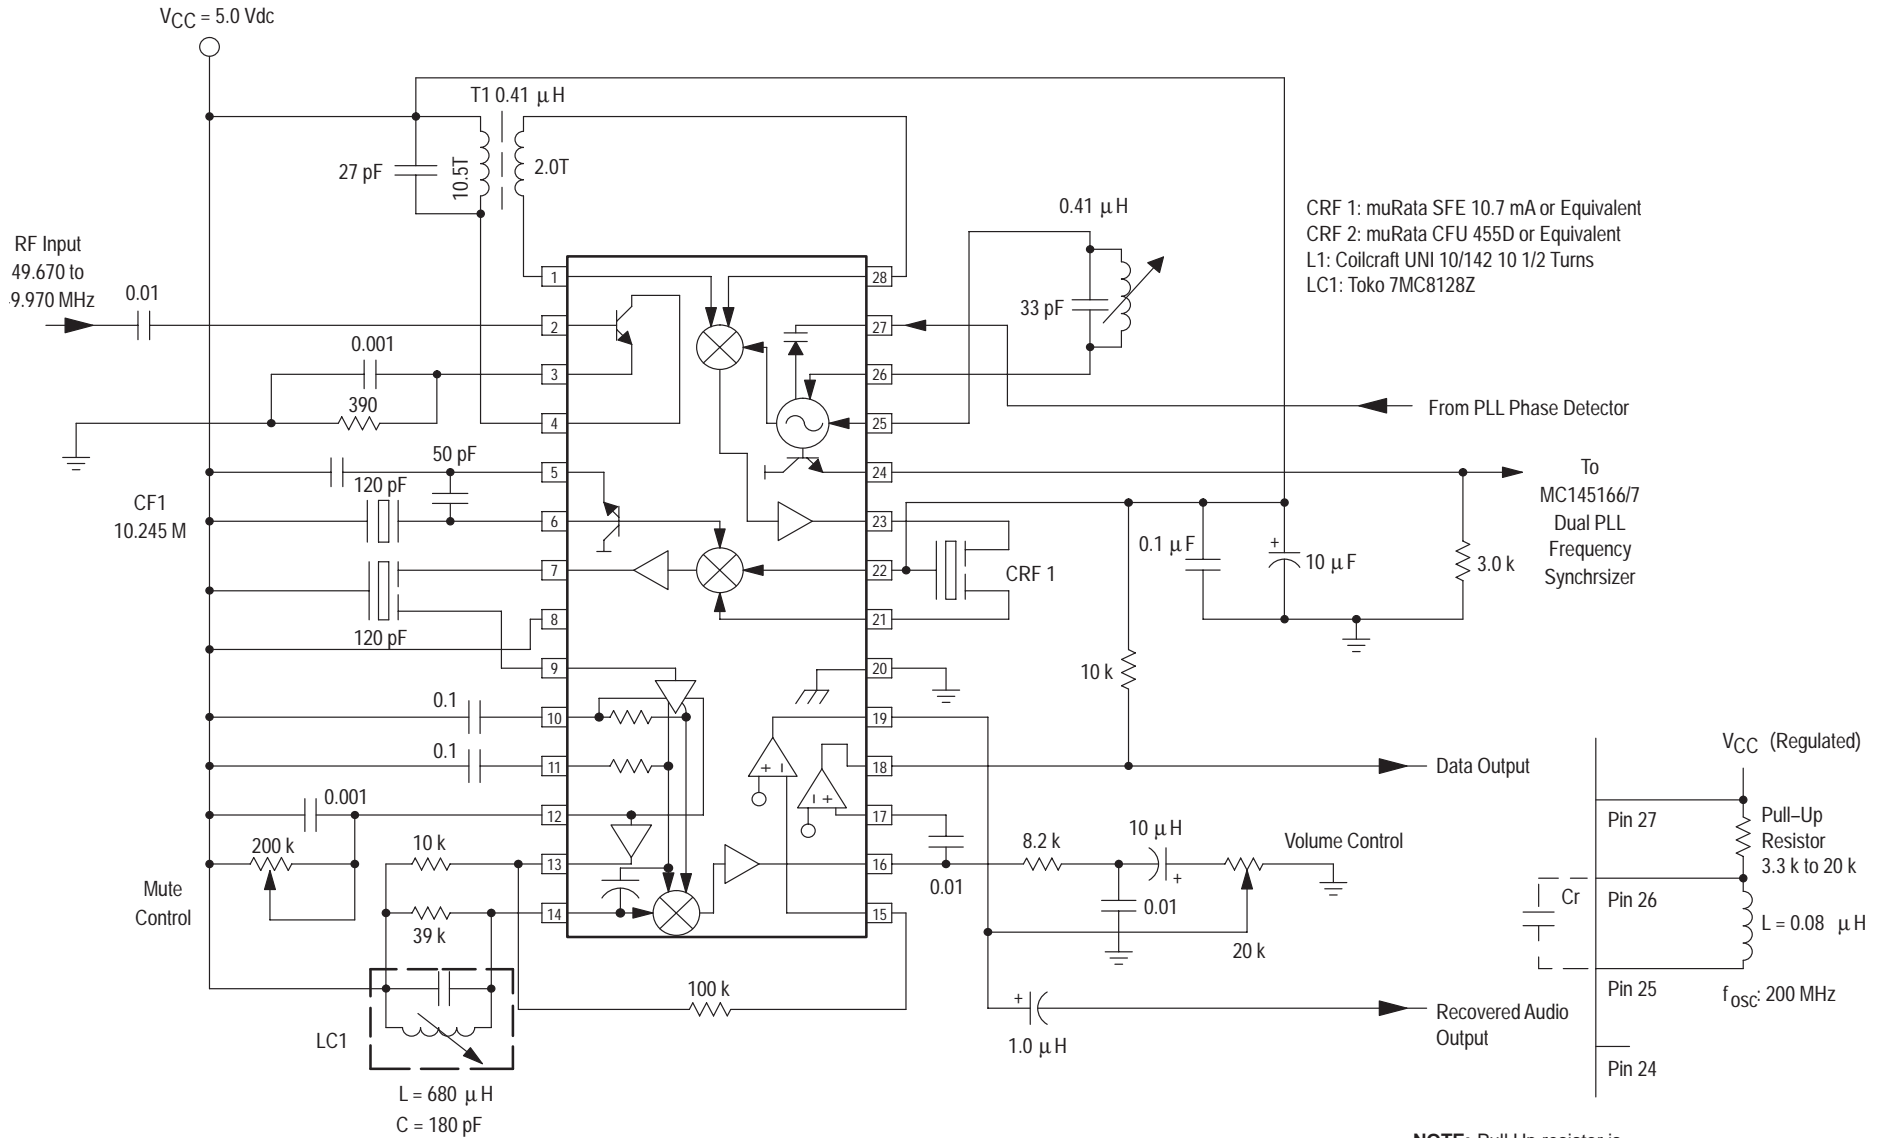 VCC = 5.0 Vdc
T1 0.41 μH
27 pF
10.5T
2.0T
0.41 μH
33 pF
CRF 1: muRata SFE 10.7 mA or Equivalent
CRF 2: muRata CFU 455D or Equivalent
L1: Coilcraft UNI 10/142 10 1/2 Turns
LC1: Toko 7MC8128Z
RF Input
49.670 to
9.970 MHz
0.01
0.001
390
50 pF
120 pF
CF1
10.245 M
120 pF
0.1
0.1
0.001
200 k
10 k
Mute
Control
39 k
LC1
L = 680 μH
C = 180 pF
100 k
1
2
3
4
5
6
7
8
9
10
11
12
13
14
28
27
26
25
24
23
22
21
20
19
18
17
16
15
From PLL Phase Detector
To
MC145166/7
Dual PLL
Frequency
Synchrsizer
0.1 μF
+
10 μF
3.0 k
CRF 1
10 k
+ –
– +
Data Output
8.2 k
10 μH
+
Volume Control
0.01
0.01
20 k
+
1.0 μH
Recovered Audio
Output
VCC (Regulated)
Pin 27
Pull–Up
Resistor
3.3 k to 20 k
Cr
Pin 26
L = 0.08 μH
Pin 25
fosc: 200 MHz
Pin 24